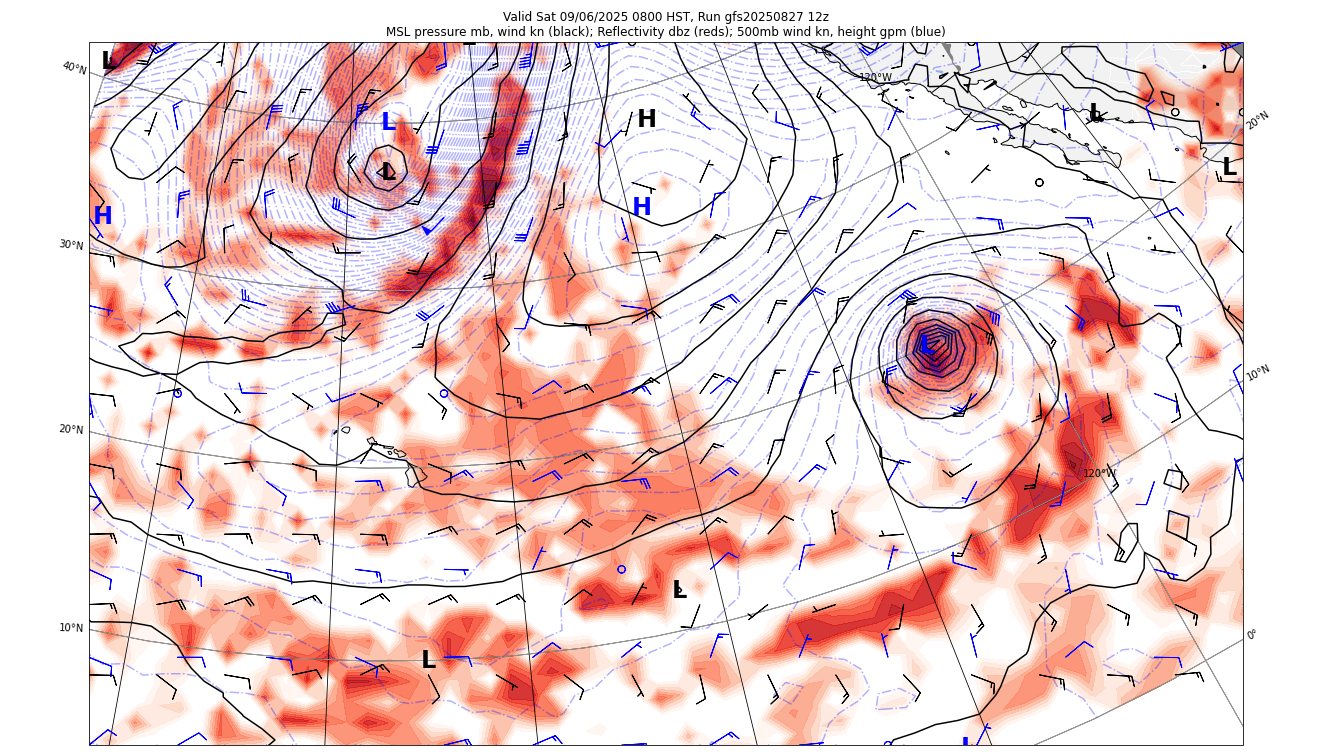 Valid Sat 09/06/2025 0800 HST, Run gfs20250827 12z
MSL pressure mb, wind kn (black); Reflectivity dbz (reds); 500mb wind kn, height gpm (blue)
L
40°N
120°W
L
H
L
20°N
L
L
H
H
30°N
L
10°N
20°N
120°W
L
10°N
0°
L
L